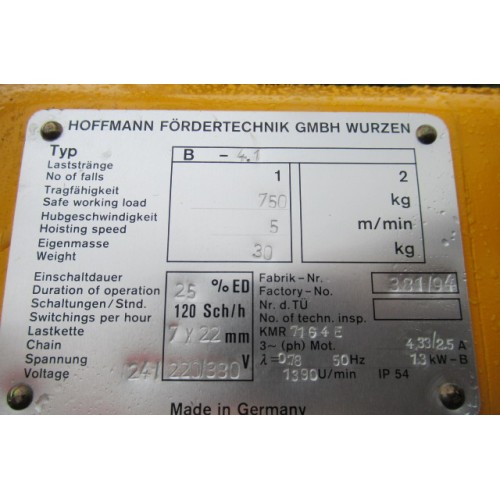 HOFFMANN FÖRDERTECHNIK GMBH WURZEN
Typ B - 4.1
Laststränge
No of falls 1 2
Tragfähigkeit
Safe working load 750 kg
Hubgeschwindigkeit
Hoisting speed 5 m/min
Eigenmasse
Weight 30 kg
Einschaltdauer
Duration of operation 25 %ED
Schaltungen/Stnd.
Switchings per hour 120 Sch/h
Lastkette
Chain 7 X 22 mm
Spannung
Voltage 24/ 220/380 V
Fabrik-Nr.
Factory-No. 381/94
Nr. d. TÜ
No. of techn. insp.
KMR 7164E
3~ (ph) Mot. 4,33/2.5 A
λ= 0,78 50Hz 1.3 kW-B
1390 U/min IP 54
Made in Germany